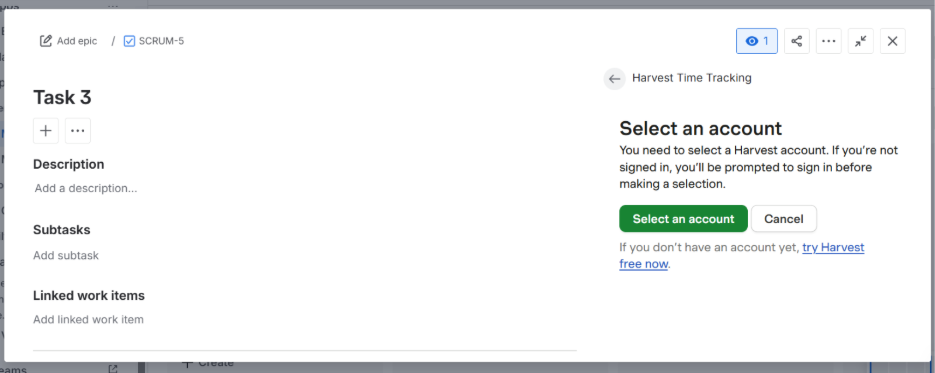 Add epic / SCRUM-5
1
Harvest Time Tracking
Task 3
Description
Add a description...
Subtasks
Add subtask
Linked work items
Add linked work item
Select an account
You need to select a Harvest account. If you're not
signed in, you'll be prompted to sign in before
making a selection.
Select an account
Cancel
If you don't have an account yet, try Harvest
free now.
Create
eams